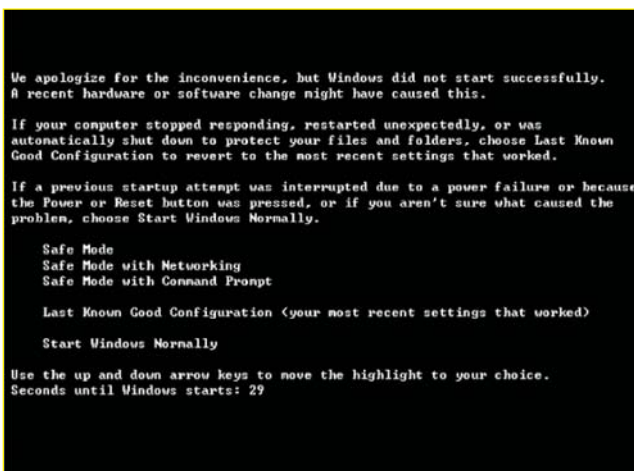 We apologize for the inconvenience, but Windows did not start successfully.
A recent hardware or software change might have caused this.
If your computer stopped responding, restarted unexpectedly, or was
automatically shut down to protect your files and folders, choose Last Known
Good Configuration to revert to the most recent settings that worked.
If a previous startup attempt was interrupted due to a power failure or because
the Power or Reset button was pressed, or if you aren't sure what caused the
problem, choose Start Windows Normally.
Safe Mode
Safe Mode with Networking
Safe Mode with Command Prompt
Last Known Good Configuration (your most recent settings that worked)
Start Windows Normally
Use the up and down arrow keys to move the highlight to your choice.
Seconds until Windows starts: 29